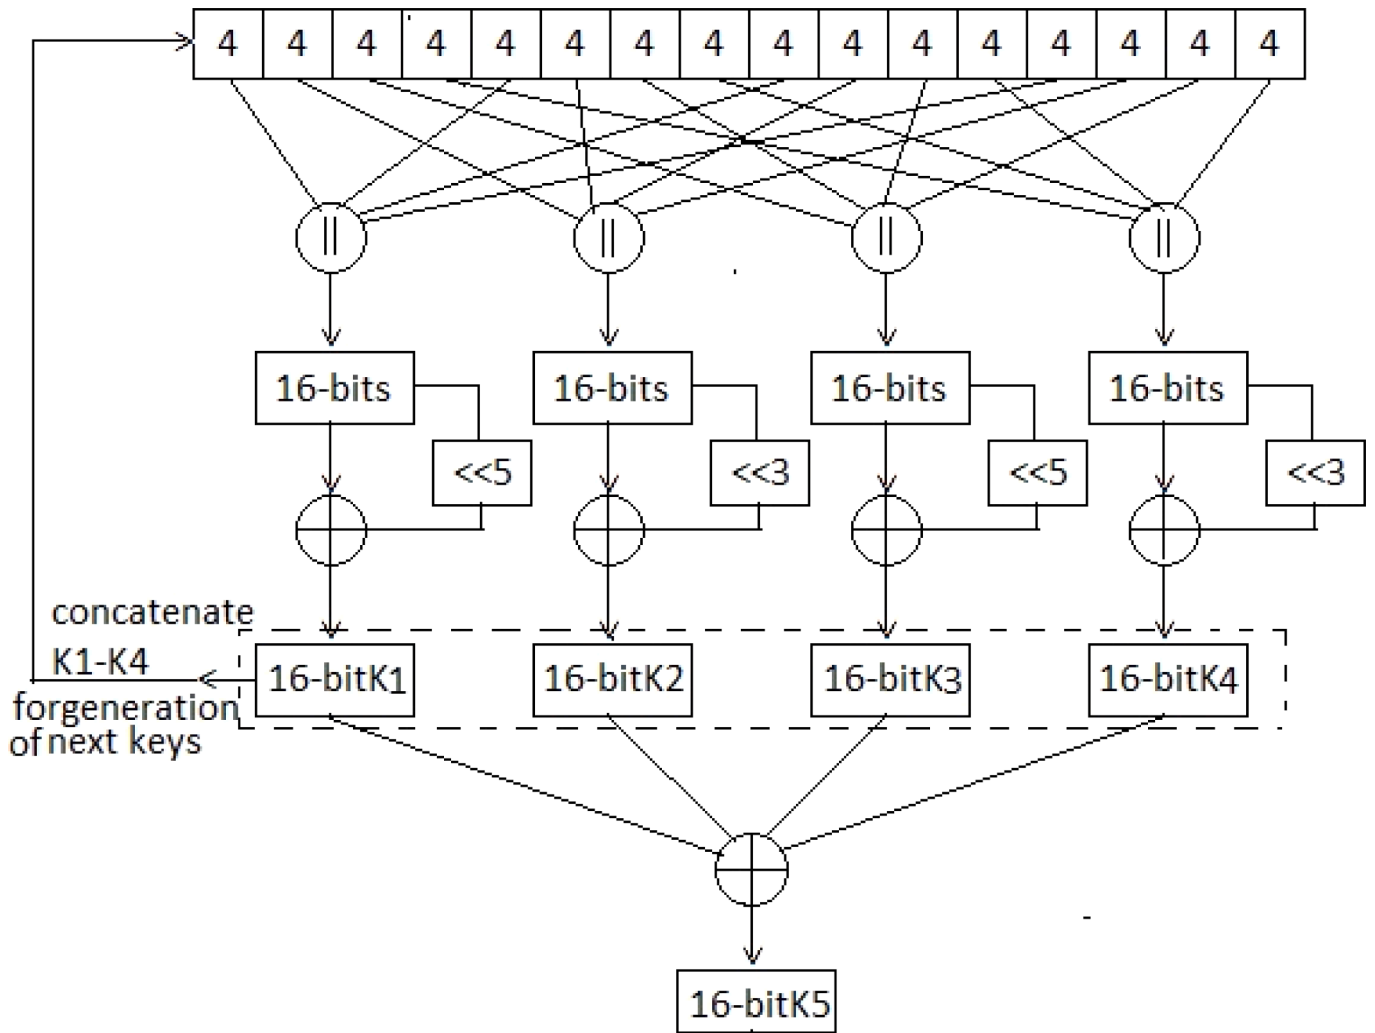 4 4 4 4 4 4 4 4 4 4 4 4 4 4 4 4
|| || || ||
16-bits 16-bits 16-bits 16-bits
<<5 <<3 <<5 <<3
concatenate
K1-K4
forgeneration
of next keys
16-bitK1 16-bitK2 16-bitK3 16-bitK4
16-bitK5